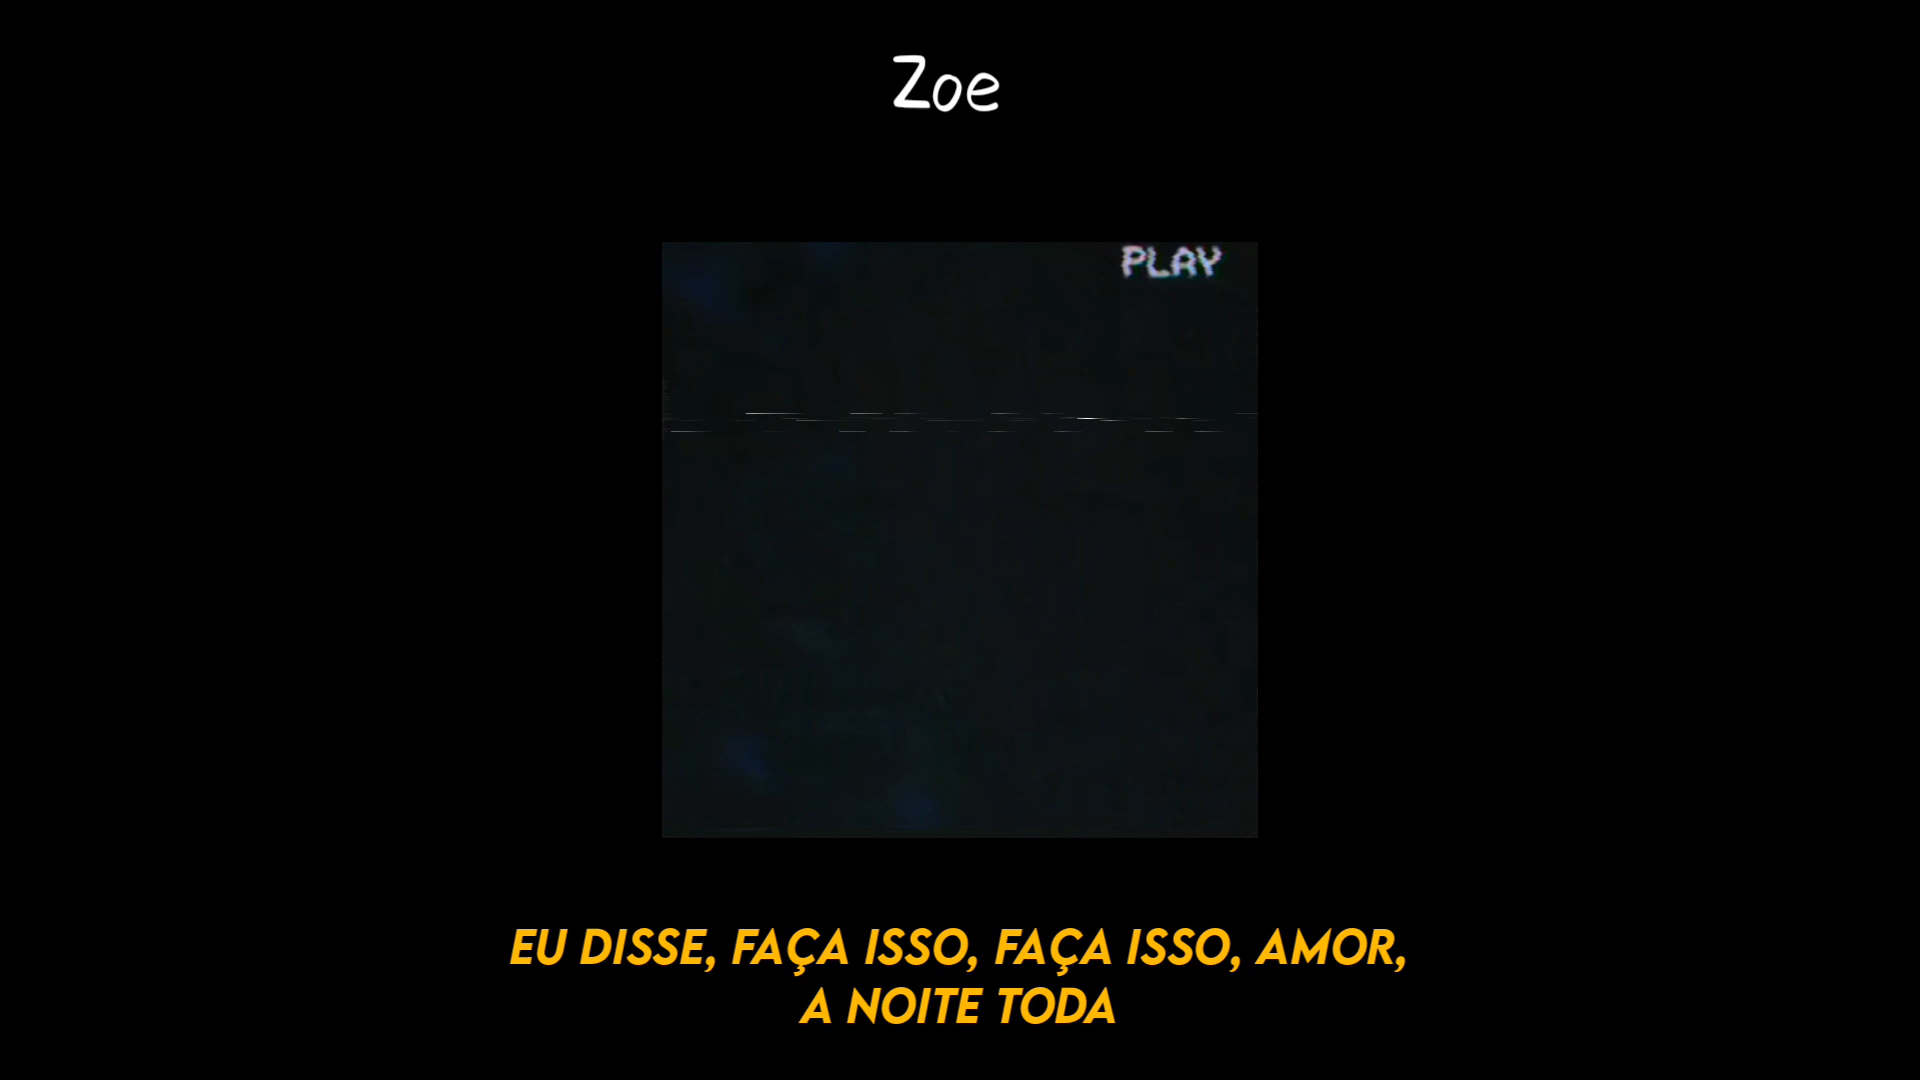 Zoe
PLAY
EU DISSE, FAÇA ISSO, FAÇA ISSO, AMOR,
A NOITE TODA